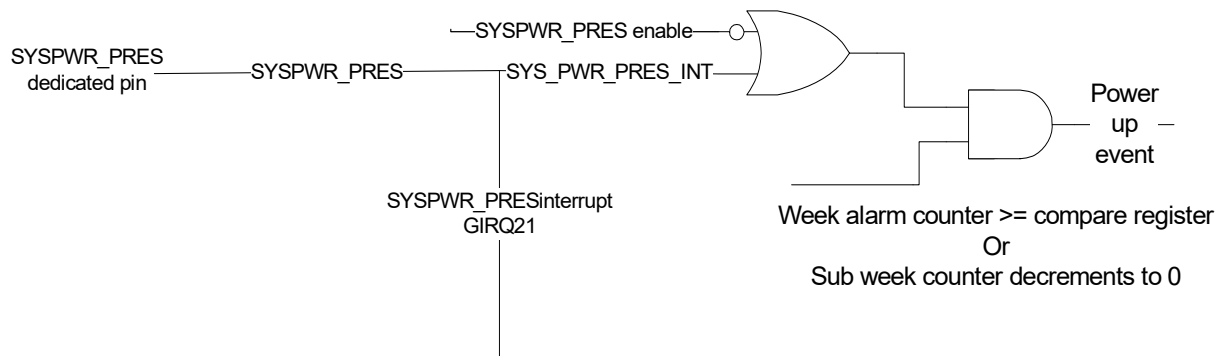 SYSPWR_PRES
dedicated pin
SYSPWR_PRES
SYSPWR_PRES enable
SYS_PWR_PRES_INT
SYSPWR_PRESinterrupt
GIRQ21
Power
up
event
Week alarm counter >= compare register
Or
Sub week counter decrements to 0